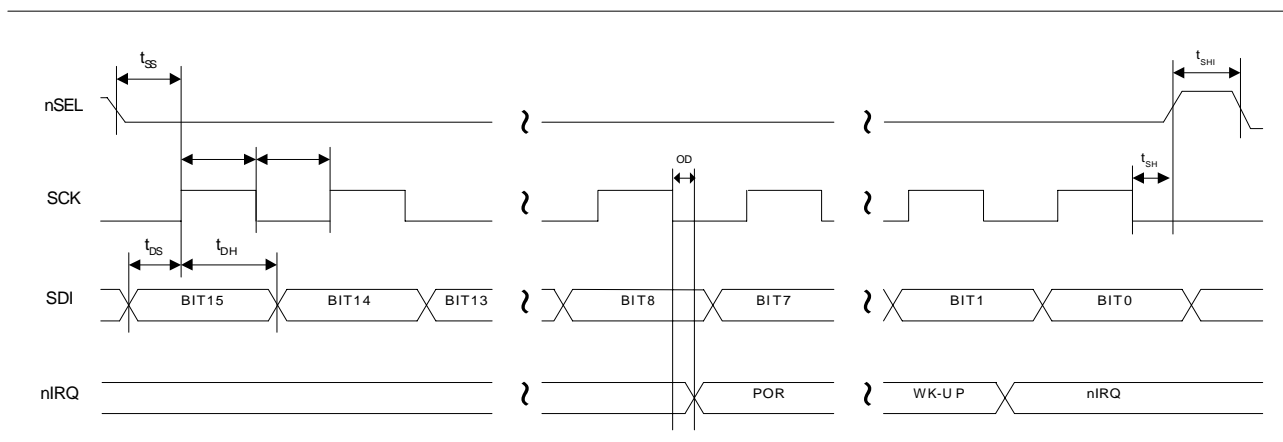 tSS
tSHI
nSEL
OD
tSH
SCK
tDS tDH
SDI BIT15 BIT14 BIT13 BIT8 BIT7 BIT1 BIT0
nIRQ POR WK-UP nIRQ